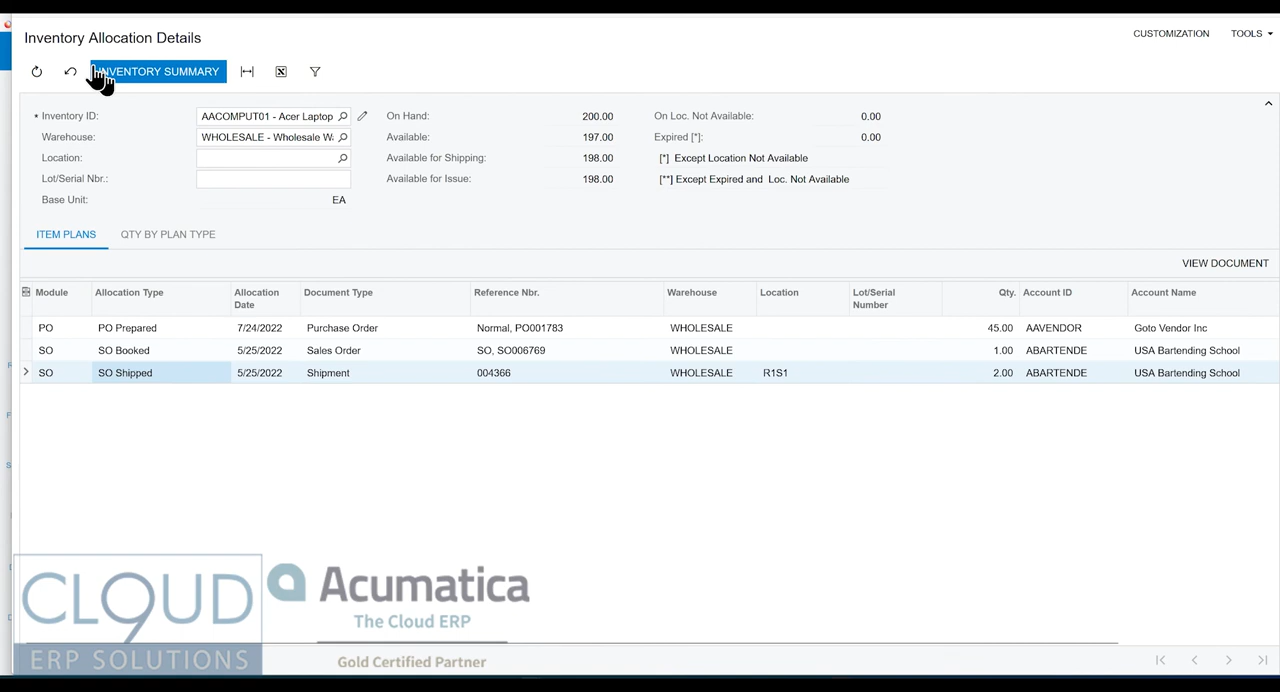 Inventory Allocation Details
CUSTOMIZATION TOOLS
INVENTORY SUMMARY
* Inventory ID: AACOMPUT01 - Acer Laptop On Hand: 200.00 On Loc. Not Available: 0.00
Warehouse: WHOLESALE - Wholesale W Available: 197.00 Expired [*]: 0.00
Location: Available for Shipping: 198.00 [*] Except Location Not Available
Lot/Serial Nbr.: Available for Issue: 198.00 [**] Except Expired and Loc. Not Available
Base Unit: EA
ITEM PLANS QTY BY PLAN TYPE
VIEW DOCUMENT
Module Allocation Type Allocation Date Document Type Reference Nbr. Warehouse Location Lot/Serial Number Qty. Account ID Account Name
PO PO Prepared 7/24/2022 Purchase Order Normal, PO001783 WHOLESALE 45.00 AAVENDOR Goto Vendor Inc
SO SO Booked 5/25/2022 Sales Order SO, SO006769 WHOLESALE 1.00 ABARTENDE USA Bartending School
SO SO Shipped 5/25/2022 Shipment 004366 WHOLESALE R1S1 2.00 ABARTENDE USA Bartending School
CLOUD 9
ERP SOLUTIONS
Acumatica
The Cloud ERP
Gold Certified Partner